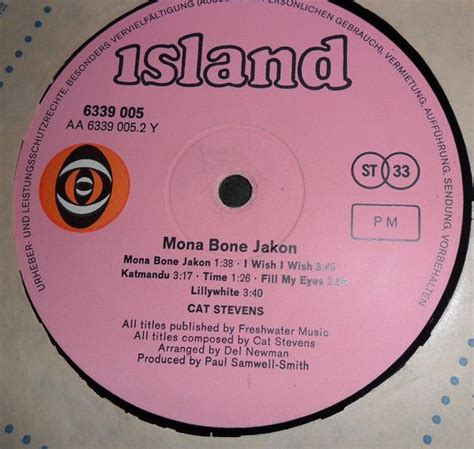 URHEBER- UND LEISTUNGSSCHUTZRECHTE, BESONDERS VERVIELFÄLTIGUNG PERSÖNLICHEN GEBRAUCH), VERMIETUNG, AUFFÜHRUNG, SENDUNG, VORBEHALTEN
ısland
6339 005
AA 6339 005.2 Y
ST 33
PM
Mona Bone Jakon
Mona Bone Jakon 1:38 · I Wish I Wish
Katmandu 3:17 · Time 1:26 · Fill My Eyes
Lillywhite 3:40
CAT STEVENS
All titles published by Freshwater Music
All titles composed by Cat Stevens
Arranged by Del Newman
Produced by Paul Samwell-Smith